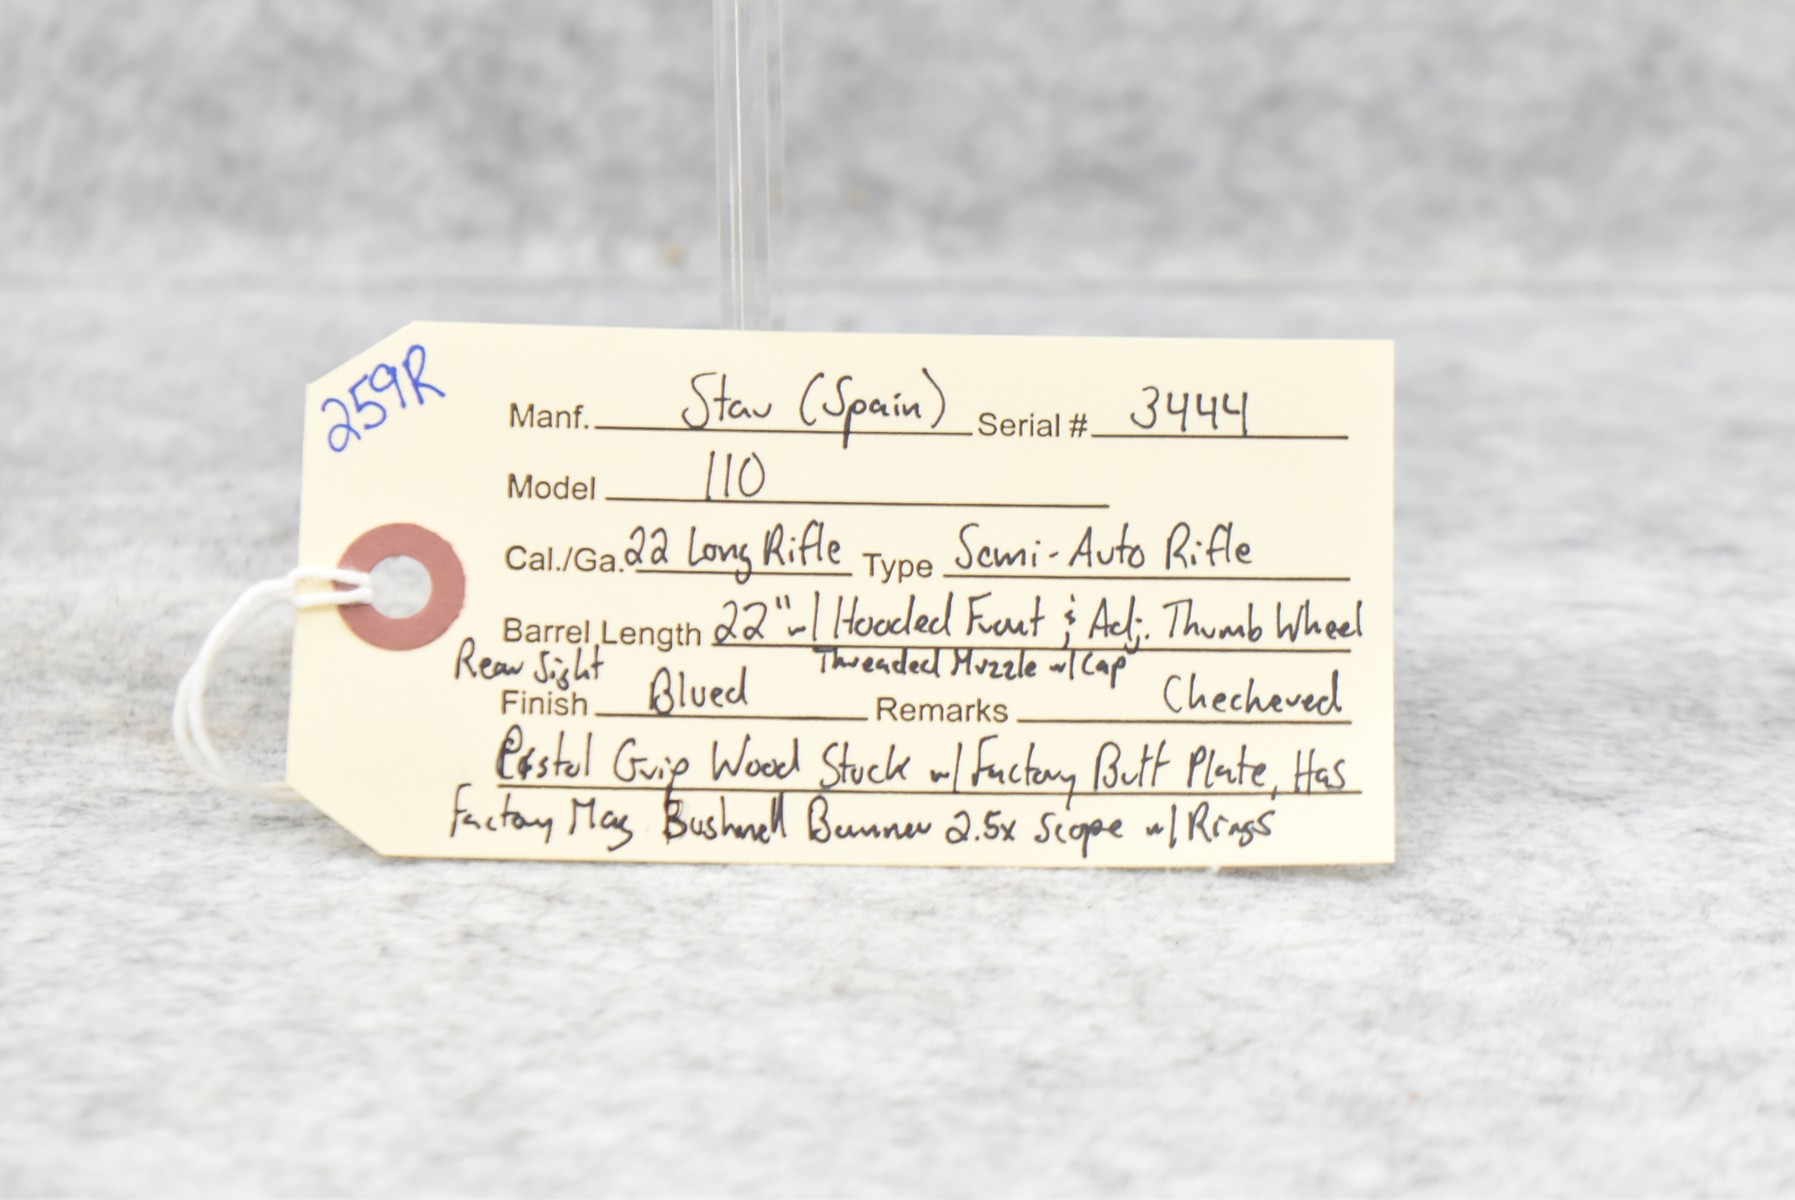 259R
Manf. Star (Spain) Serial # 3444
Model 110
Cal./Ga. 22 Long Rifle Type Semi-Auto Rifle
Barrel Length 22" w/ Hooded Front & Adj. Thumb Wheel
Rear Sight Threaded Muzzle w/ Cap
Finish Blued Remarks Checkered
Pistol Grip Wood Stock w/ Factory Butt Plate, Has
Factory Mag Bushnell Banner 2.5x Scope w/ Rings